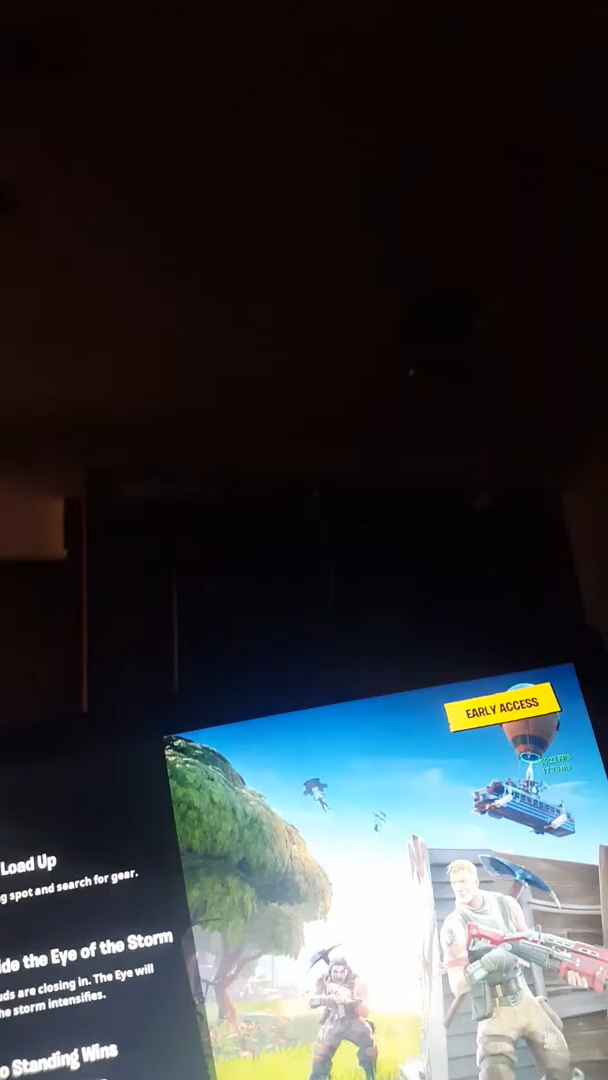 EARLY ACCESS
Load Up
g spot and search for gear.
ide the Eye of the Storm
uds are closing in. The Eye will
he storm intensifies.
o Standing Wins